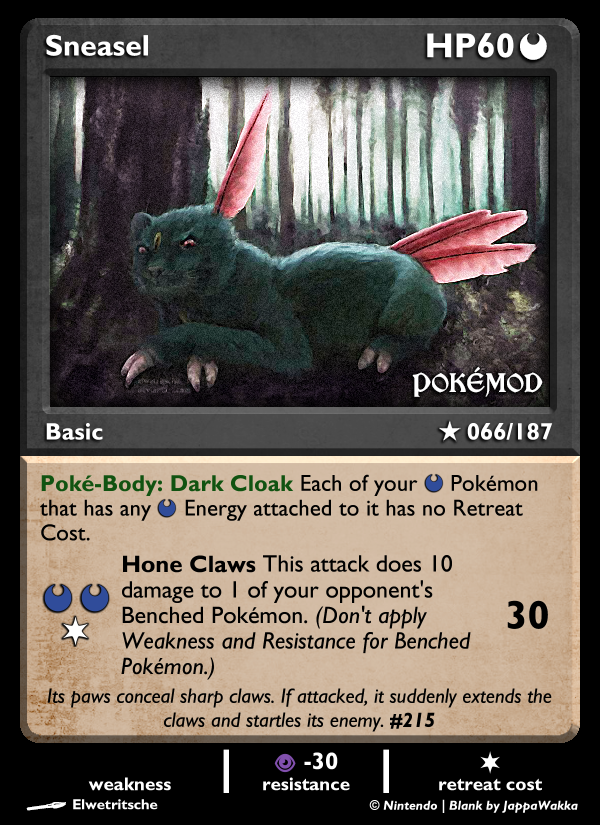 Sneasel HP60
POKÉMOD
Basic ★ 066/187
Poké-Body: Dark Cloak Each of your Pokémon
that has any Energy attached to it has no Retreat
Cost.
Hone Claws This attack does 10
damage to 1 of your opponent's
Benched Pokémon. (Don't apply
Weakness and Resistance for Benched
Pokémon.)
30
Its paws conceal sharp claws. If attacked, it suddenly extends the
claws and startles its enemy. #215
-30
weakness resistance retreat cost
Elwetritsche © Nintendo | Blank by JappaWakka